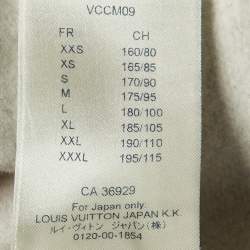 VCCM09
FR CH
XXS 160/80
XS 165/85
S 170/90
M 175/95
L 180/100
XL 185/105
XXL 190/110
XXXL 195/115
CA 36929
For Japan only:
LOUIS VUITTON JAPAN K.K.
ルイ・ヴィトン ジャパン(株)
0120-00-1854